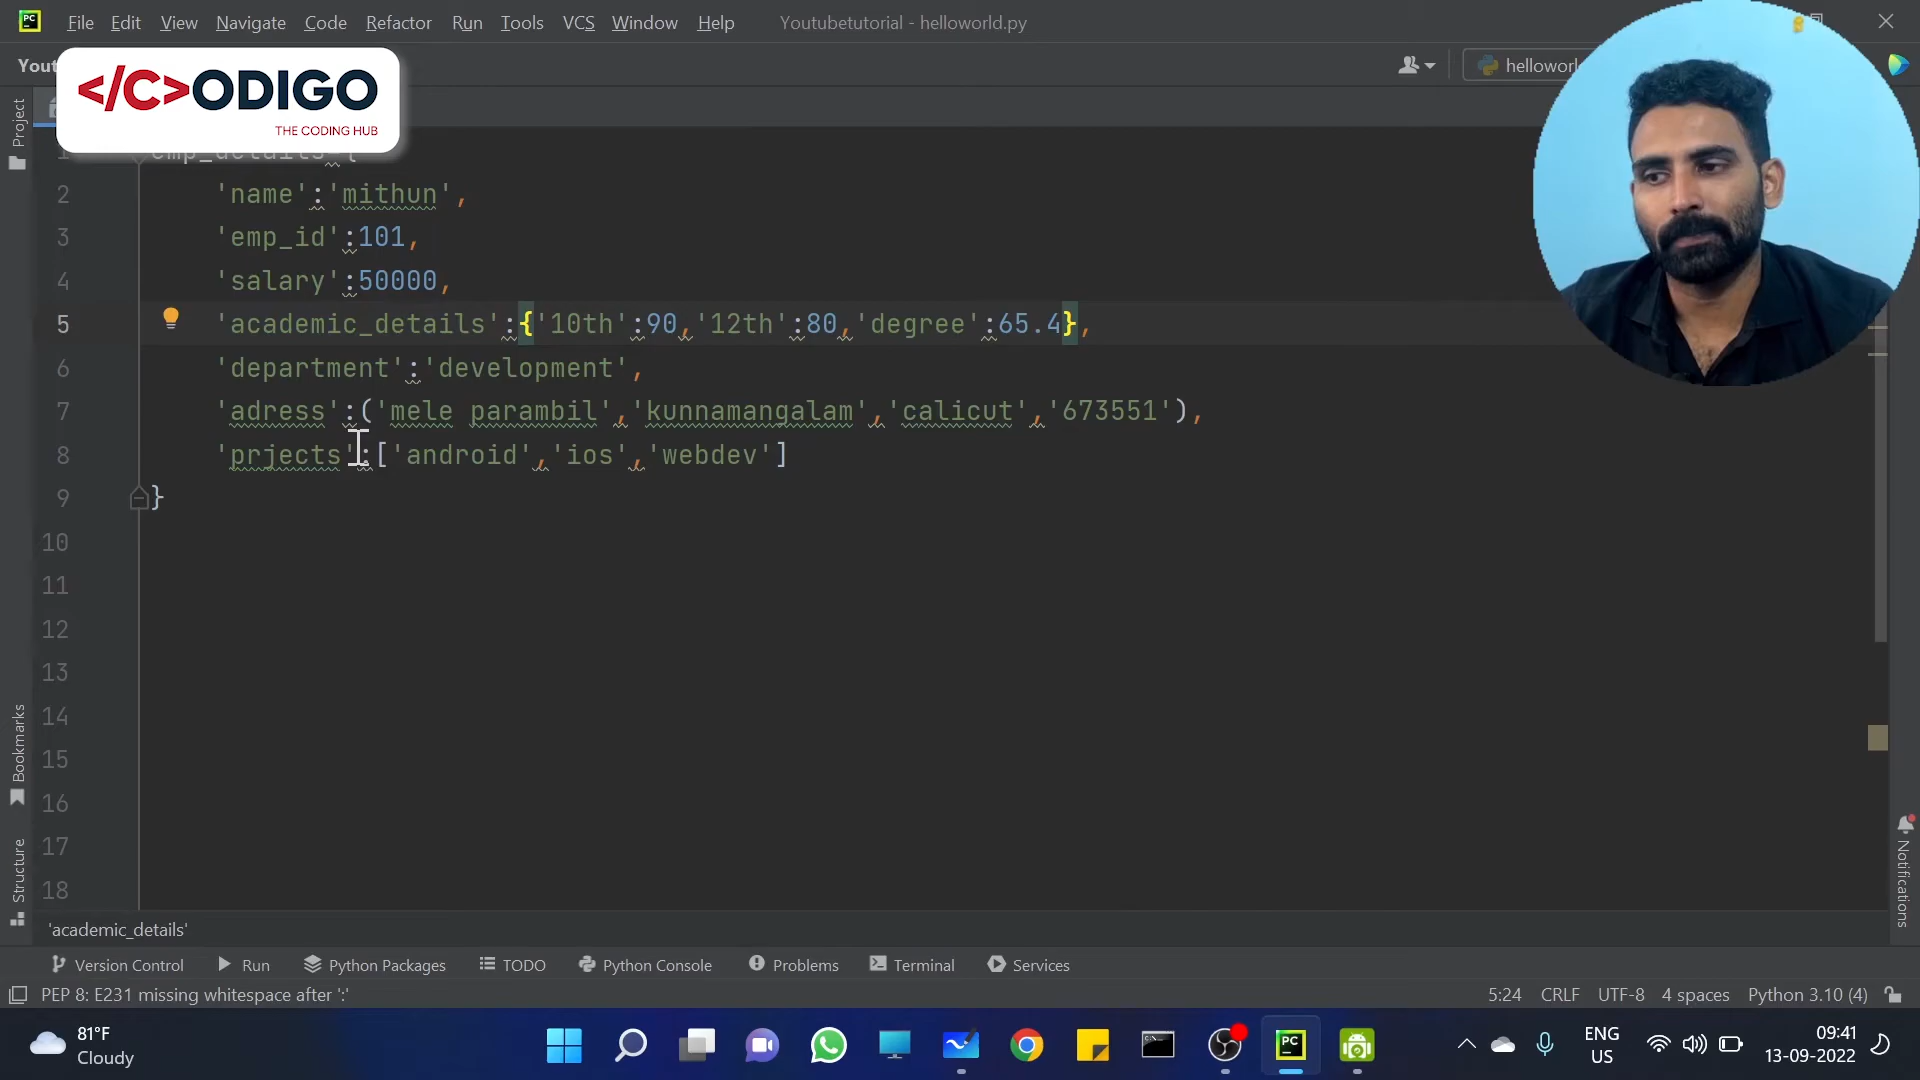 File Edit View Navigate Code Refactor Run Tools VCS Window Help Youtubetutorial - helloworld.py
</C>ODIGO
THE CODING HUB
emp_details={
2 'name':'mithun',
3 'emp_id':101,
4 'salary':50000,
5 'academic_details':{'10th':90,'12th':80,'degree':65.4},
6 'department':'development',
7 'adress':('mele parambil','kunnamangalam','calicut','673551'),
8 'prjects':['android','ios','webdev']
9 }
10
11
12
13
14
15
16
17
18
Project
Bookmarks
Structure
Notifications
'academic_details'
Version Control Run Python Packages TODO Python Console Problems Terminal Services
PEP 8: E231 missing whitespace after ':' 5:24 CRLF UTF-8 4 spaces Python 3.10 (4)
81°F
Cloudy
PC
ENG
US
09:41
13-09-2022